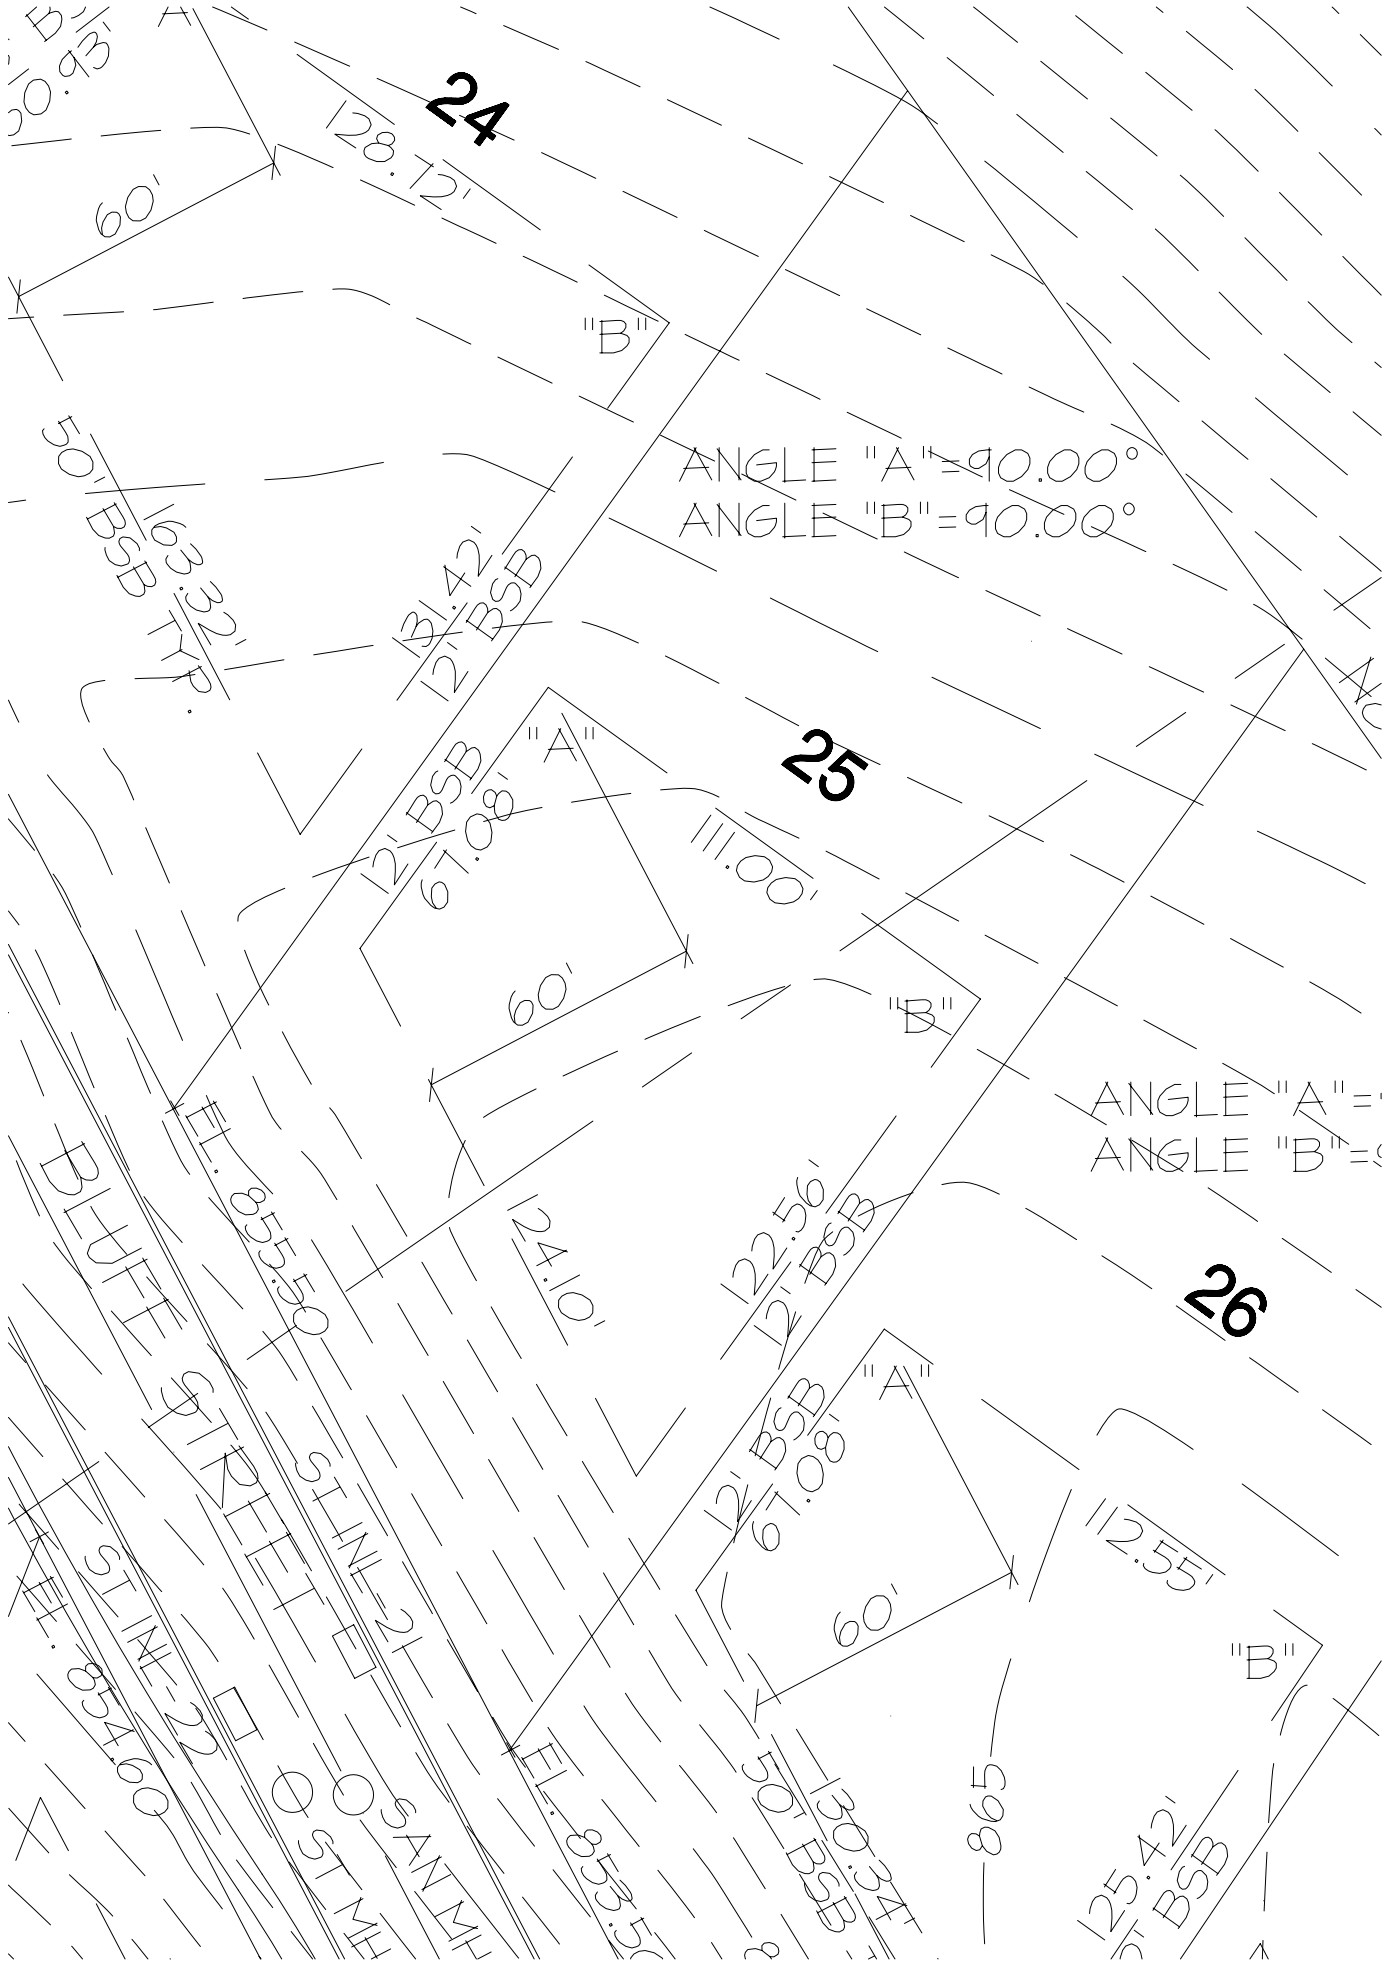 24
128.12'
60'
"B"
50' BSB TYP.
163.32'
ANGLE "A"=90.00°
ANGLE "B"=90.00°
131.42'
12' BSB
12' BSB
67.08'
"A"
25
111.00'
60'
"B"
ANGLE "A"=
ANGLE "B"=
EL. 855.50
BLUFF STREET
124.10'
122.56'
12' BSB
26
"A"
12' BSB
67.08'
112.55'
60'
"B"
ST INL-21
ST INL-22
EL. 854.60
ST MH
SAN MH
EL. 853.50
50' BSB
130.34'
865
125.42'
BSB